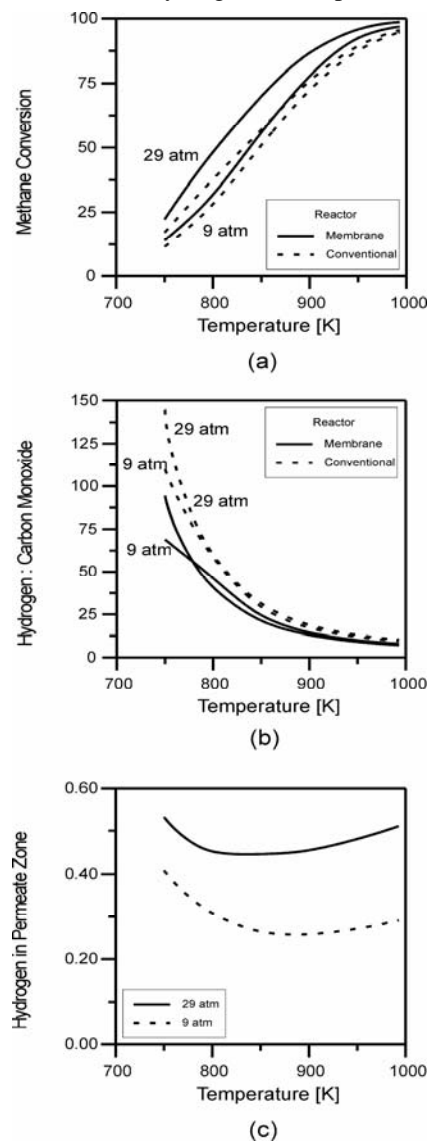 100
75
50
25
0
Methane Conversion
29 atm
9 atm
Reactor
Membrane
Conventional
700
800
900
1000
Temperature [K]
(a)
150
125
100
75
50
25
0
Hydrogen : Carbon Monoxide
29 atm
9 atm
29 atm
9 atm
Reactor
Membrane
Conventional
700
800
900
1000
Temperature [K]
(b)
0.60
0.40
0.20
0.00
Hydrogen in Permeate Zone
29 atm
9 atm
700
800
900
1000
Temperature [K]
(c)